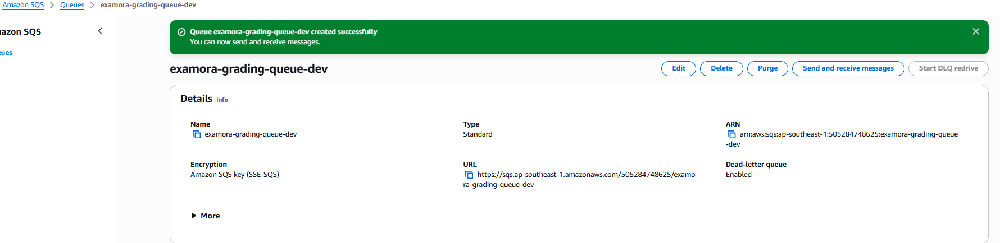 Amazon SQS > Queues > examora-grading-queue-dev
azon SQS
ues
Queue examora-grading-queue-dev created successfully
You can now send and receive messages.
examora-grading-queue-dev
Edit
Delete
Purge
Send and receive messages
Start DLQ redrive
Details Info
Name
examora-grading-queue-dev
Type
Standard
ARN
arn:aws:sqs:ap-southeast-1:505284748625:examora-grading-queue
-dev
Encryption
Amazon SQS key (SSE-SQS)
URL
https://sqs.ap-southeast-1.amazonaws.com/505284748625/examo
ra-grading-queue-dev
Dead-letter queue
Enabled
More